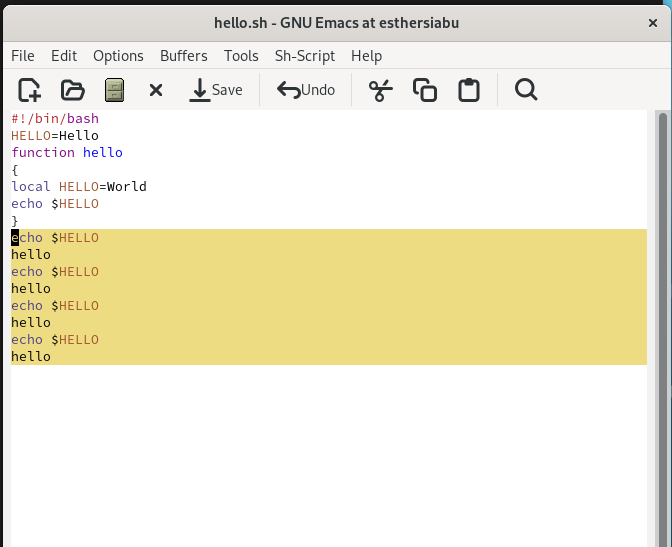 hello.sh - GNU Emacs at esthersiabu
File Edit Options Buffers Tools Sh-Script Help
Save Undo
#!/bin/bash
HELLO=Hello
function hello
{
local HELLO=World
echo $HELLO
}
echo $HELLO
hello
echo $HELLO
hello
echo $HELLO
hello
echo $HELLO
hello